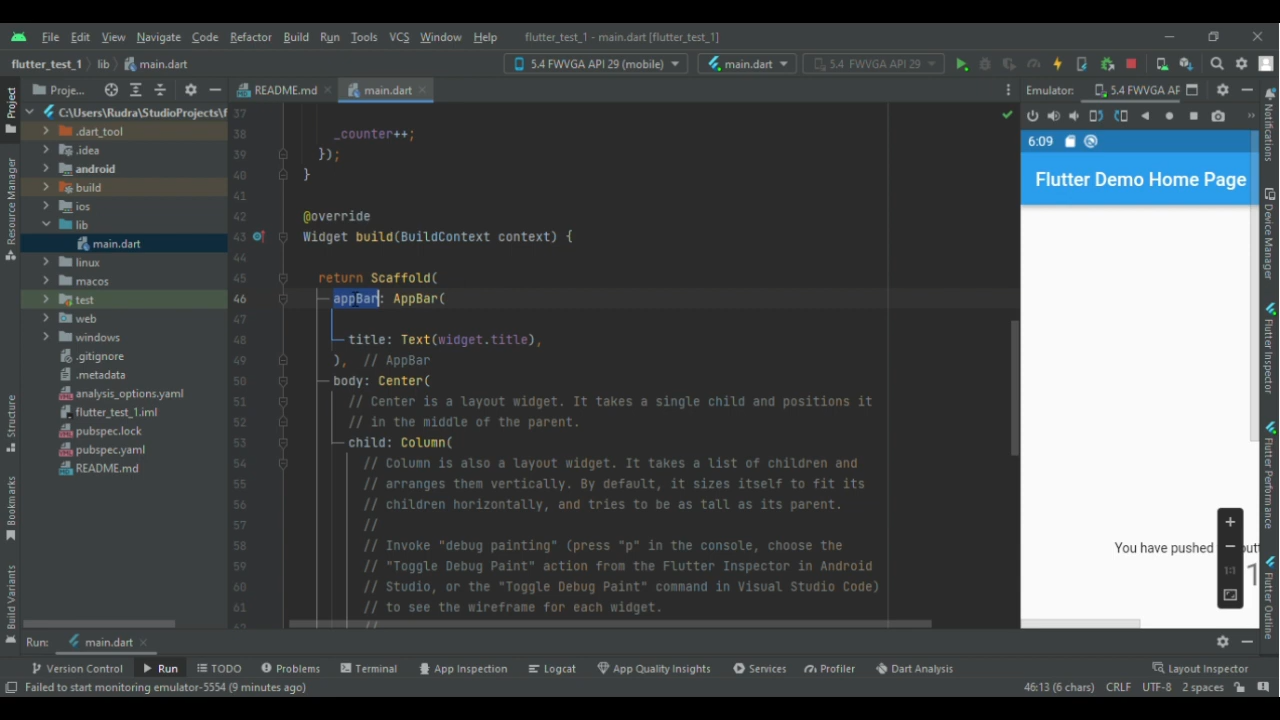 File Edit View Navigate Code Refactor Build Run Tools VCS Window Help flutter_test_1 - main.dart [flutter_test_1]
flutter_test_1 lib main.dart 5.4 FWVGA API 29 (mobile) main.dart 5.4 FWVGA API 29
Project Proje... README.md main.dart Emulator: 5.4 FWVGA AF Notifications
C:\Users\Rudra\StudioProjects\f
.dart_tool
.idea
android
build
ios
lib
main.dart
linux
macos
test
web
windows
.gitignore
.metadata
analysis_options.yaml
flutter_test_1.iml
pubspec.lock
pubspec.yaml
README.md
Resource Manager
Structure
Bookmarks
Build Variants
37
38 _counter++;
39 });
40 }
41
42 @override
43 Widget build(BuildContext context) {
44
45 return Scaffold(
46 appBar: AppBar(
47
48 title: Text(widget.title),
49 ), // AppBar
50 body: Center(
51 // Center is a layout widget. It takes a single child and positions it
52 // in the middle of the parent.
53 child: Column(
54 // Column is also a layout widget. It takes a list of children and
55 // arranges them vertically. By default, it sizes itself to fit its
56 // children horizontally, and tries to be as tall as its parent.
57 //
58 // Invoke "debug painting" (press "p" in the console, choose the
59 // "Toggle Debug Paint" action from the Flutter Inspector in Android
60 // Studio, or the "Toggle Debug Paint" command in Visual Studio Code)
61 // to see the wireframe for each widget.
//
6:09
Flutter Demo Home Page
You have pushed
1
1:1
Device Manager
Flutter Inspector
Flutter Performance
Flutter Outline
Run: main.dart
Version Control Run TODO Problems Terminal App Inspection Logcat App Quality Insights Services Profiler Dart Analysis Layout Inspector
Failed to start monitoring emulator-5554 (9 minutes ago) 46:13 (6 chars) CRLF UTF-8 2 spaces